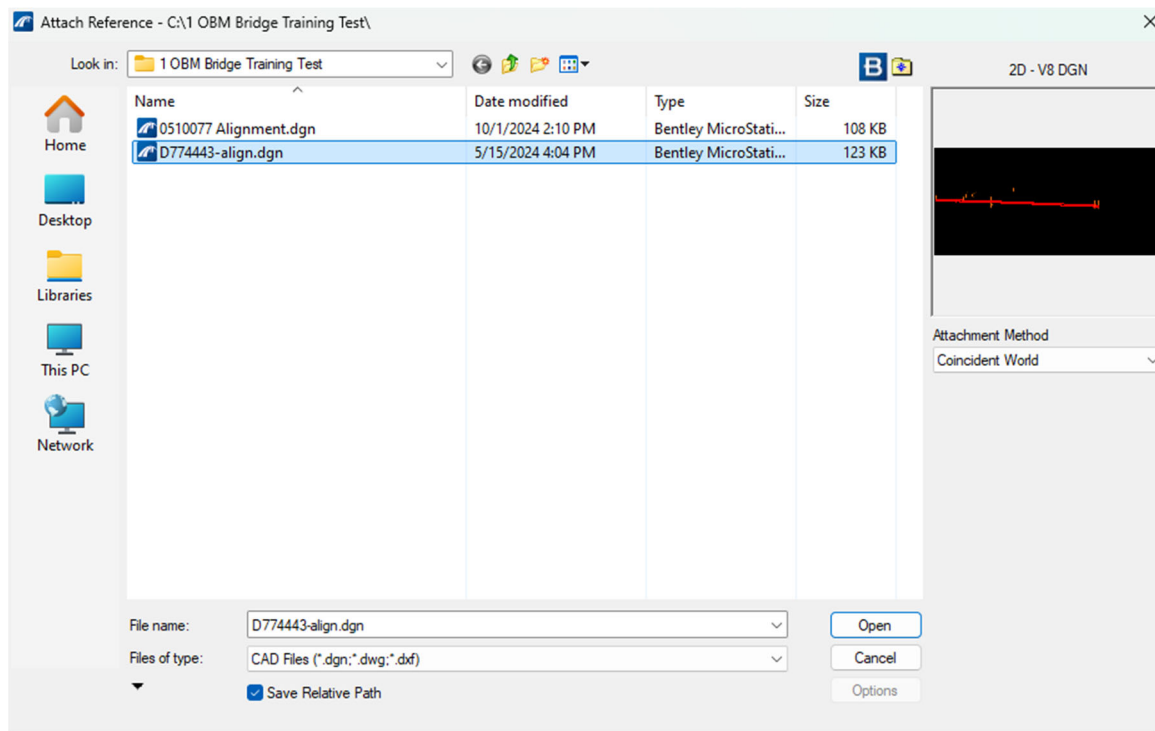 Attach Reference - C:\1 OBM Bridge Training Test\
Look in: 1 OBM Bridge Training Test
2D - V8 DGN
Name Date modified Type Size
0510077 Alignment.dgn 10/1/2024 2:10 PM Bentley MicroStati... 108 KB
D774443-align.dgn 5/15/2024 4:04 PM Bentley MicroStati... 123 KB
Home
Desktop
Libraries
This PC
Network
Attachment Method
Coincident World
File name: D774443-align.dgn Open
Files of type: CAD Files (*.dgn;*.dwg;*.dxf) Cancel
Save Relative Path Options
B